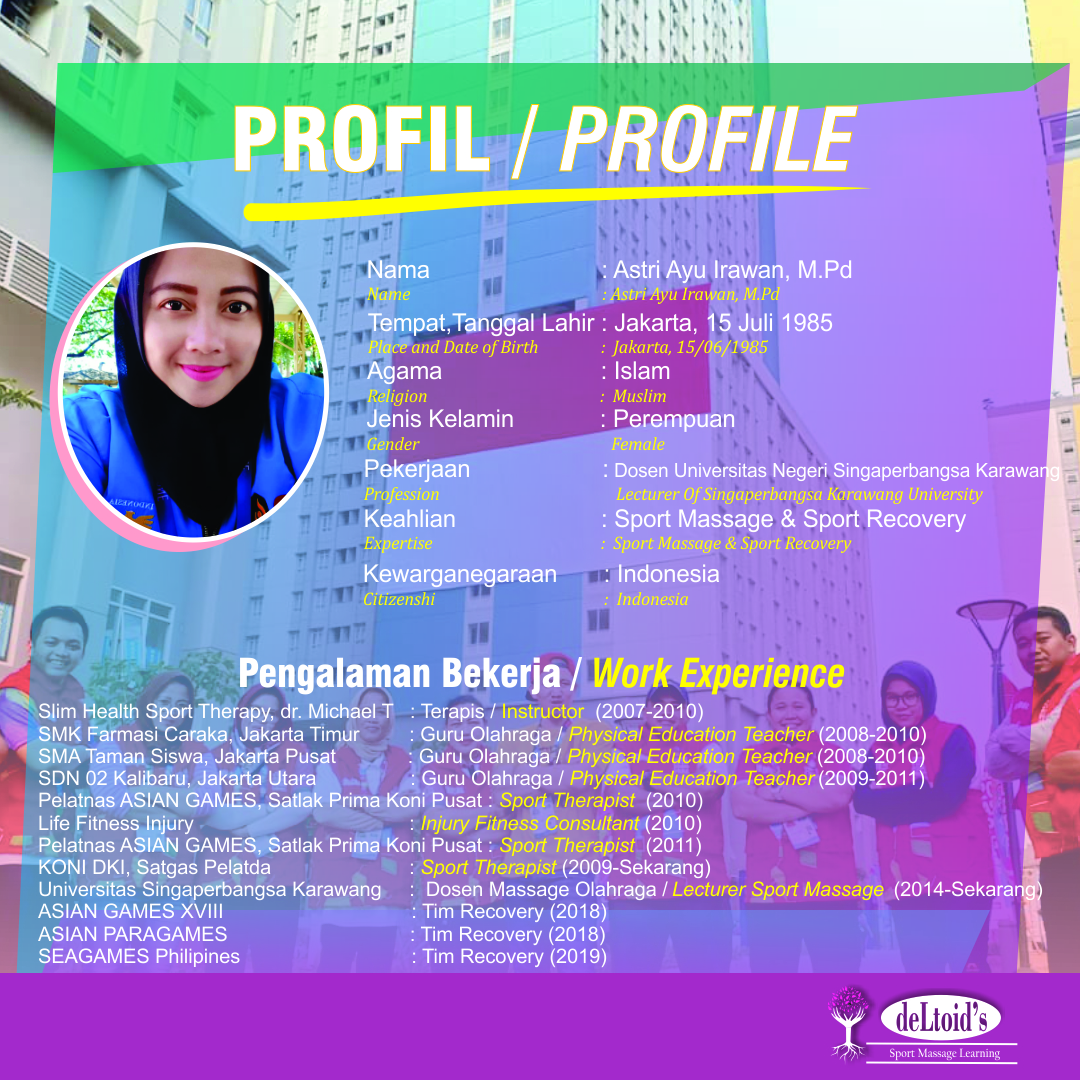 PROFIL / PROFILE
Nama : Astri Ayu Irawan, M.Pd
Name : Astri Ayu Irawan, M.Pd
Tempat,Tanggal Lahir : Jakarta, 15 Juli 1985
Place and Date of Birth : Jakarta, 15/06/1985
Agama : Islam
Religion : Muslim
Jenis Kelamin : Perempuan
Gender Female
Pekerjaan : Dosen Universitas Negeri Singaperbangsa Karawang
Profession Lecturer Of Singaperbangsa Karawang University
Keahlian : Sport Massage & Sport Recovery
Expertise : Sport Massage & Sport Recovery
Kewarganegaraan : Indonesia
Citizenshi : Indonesia
INDONESIA
Pengalaman Bekerja / Work Experience
Slim Health Sport Therapy, dr. Michael T : Terapis / Instructor (2007-2010)
SMK Farmasi Caraka, Jakarta Timur : Guru Olahraga / Physical Education Teacher (2008-2010)
SMA Taman Siswa, Jakarta Pusat : Guru Olahraga / Physical Education Teacher (2008-2010)
SDN 02 Kalibaru, Jakarta Utara : Guru Olahraga / Physical Education Teacher (2009-2011)
Pelatnas ASIAN GAMES, Satlak Prima Koni Pusat : Sport Therapist (2010)
Life Fitness Injury : Injury Fitness Consultant (2010)
Pelatnas ASIAN GAMES, Satlak Prima Koni Pusat : Sport Therapist (2011)
KONI DKI, Satgas Pelatda : Sport Therapist (2009-Sekarang)
Universitas Singaperbangsa Karawang : Dosen Massage Olahraga / Lecturer Sport Massage (2014-Sekarang)
ASIAN GAMES XVIII : Tim Recovery (2018)
ASIAN PARAGAMES : Tim Recovery (2018)
SEAGAMES Philipines : Tim Recovery (2019)
deLtoid's
Sport Massage Learning